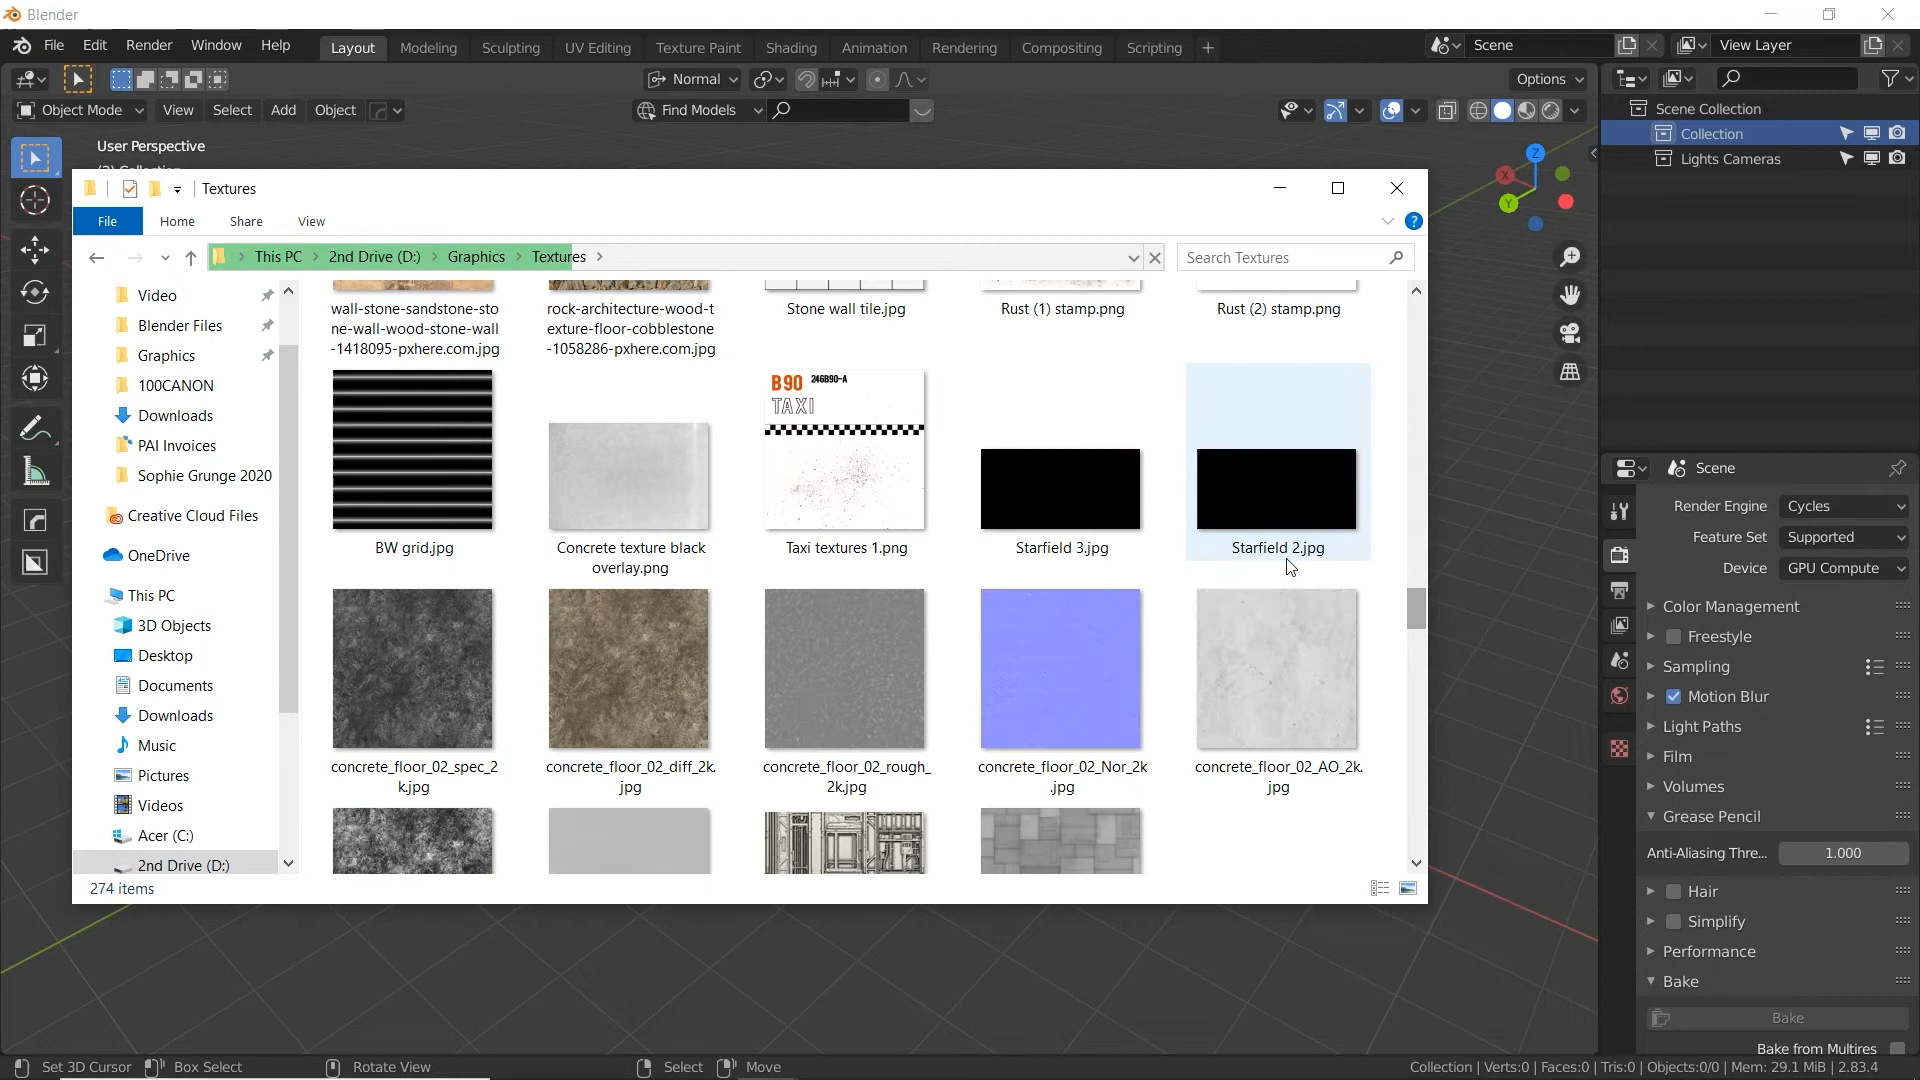 Blender
File Edit Render Window Help Layout Modeling Sculpting UV Editing Texture Paint Shading Animation Rendering Compositing Scripting + Scene View Layer
Normal Options
Object Mode View Select Add Object Find Models
Scene Collection
Collection
Lights Cameras
User Perspective
Z
X
Y
Textures
File Home Share View
?
This PC > 2nd Drive (D:) > Graphics > Textures >
Search Textures
Video
Blender Files
Graphics
100CANON
Downloads
PAI Invoices
Sophie Grunge 2020
Creative Cloud Files
OneDrive
This PC
3D Objects
Desktop
Documents
Downloads
Music
Pictures
Videos
Acer (C:)
2nd Drive (D:)
wall-stone-sandstone-sto
ne-wall-wood-stone-wall
-1418095-pxhere.com.jpg
rock-architecture-wood-t
exture-floor-cobblestone
-1058286-pxhere.com.jpg
Stone wall tile.jpg
Rust (1) stamp.png
Rust (2) stamp.png
B90 246B90-A
TAXI
BW grid.jpg
Concrete texture black
overlay.png
Taxi textures 1.png
Starfield 3.jpg
Starfield 2.jpg
concrete_floor_02_spec_2
k.jpg
concrete_floor_02_diff_2k.
jpg
concrete_floor_02_rough_
2k.jpg
concrete_floor_02_Nor_2k
.jpg
concrete_floor_02_AO_2k.
jpg
274 items
Scene
Render Engine Cycles
Feature Set Supported
Device GPU Compute
Color Management
Freestyle
Sampling
Motion Blur
Light Paths
Film
Volumes
Grease Pencil
Anti-Aliasing Thre... 1.000
Hair
Simplify
Performance
Bake
Bake
Bake from Multires
Set 3D Cursor Box Select Rotate View Select Move
Collection | Verts:0 | Faces:0 | Tris:0 | Objects:0/0 | Mem: 29.1 MiB | 2.83.4